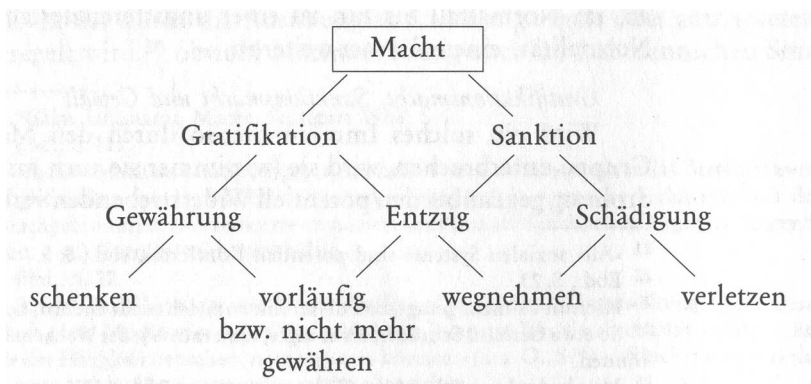 Macht
Gratifikation Sanktion
Gewährung Entzug Schädigung
schenken vorläufig wegnehmen verletzen
bzw. nicht mehr
gewähren